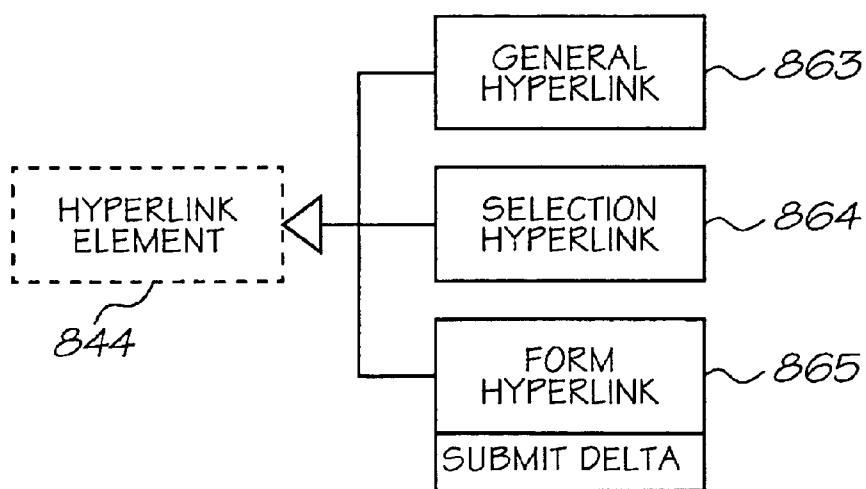 GENERAL
HYPERLINK
863
HYPERLINK
ELEMENT
844
SELECTION
HYPERLINK
864
FORM
HYPERLINK
865
SUBMIT DELTA